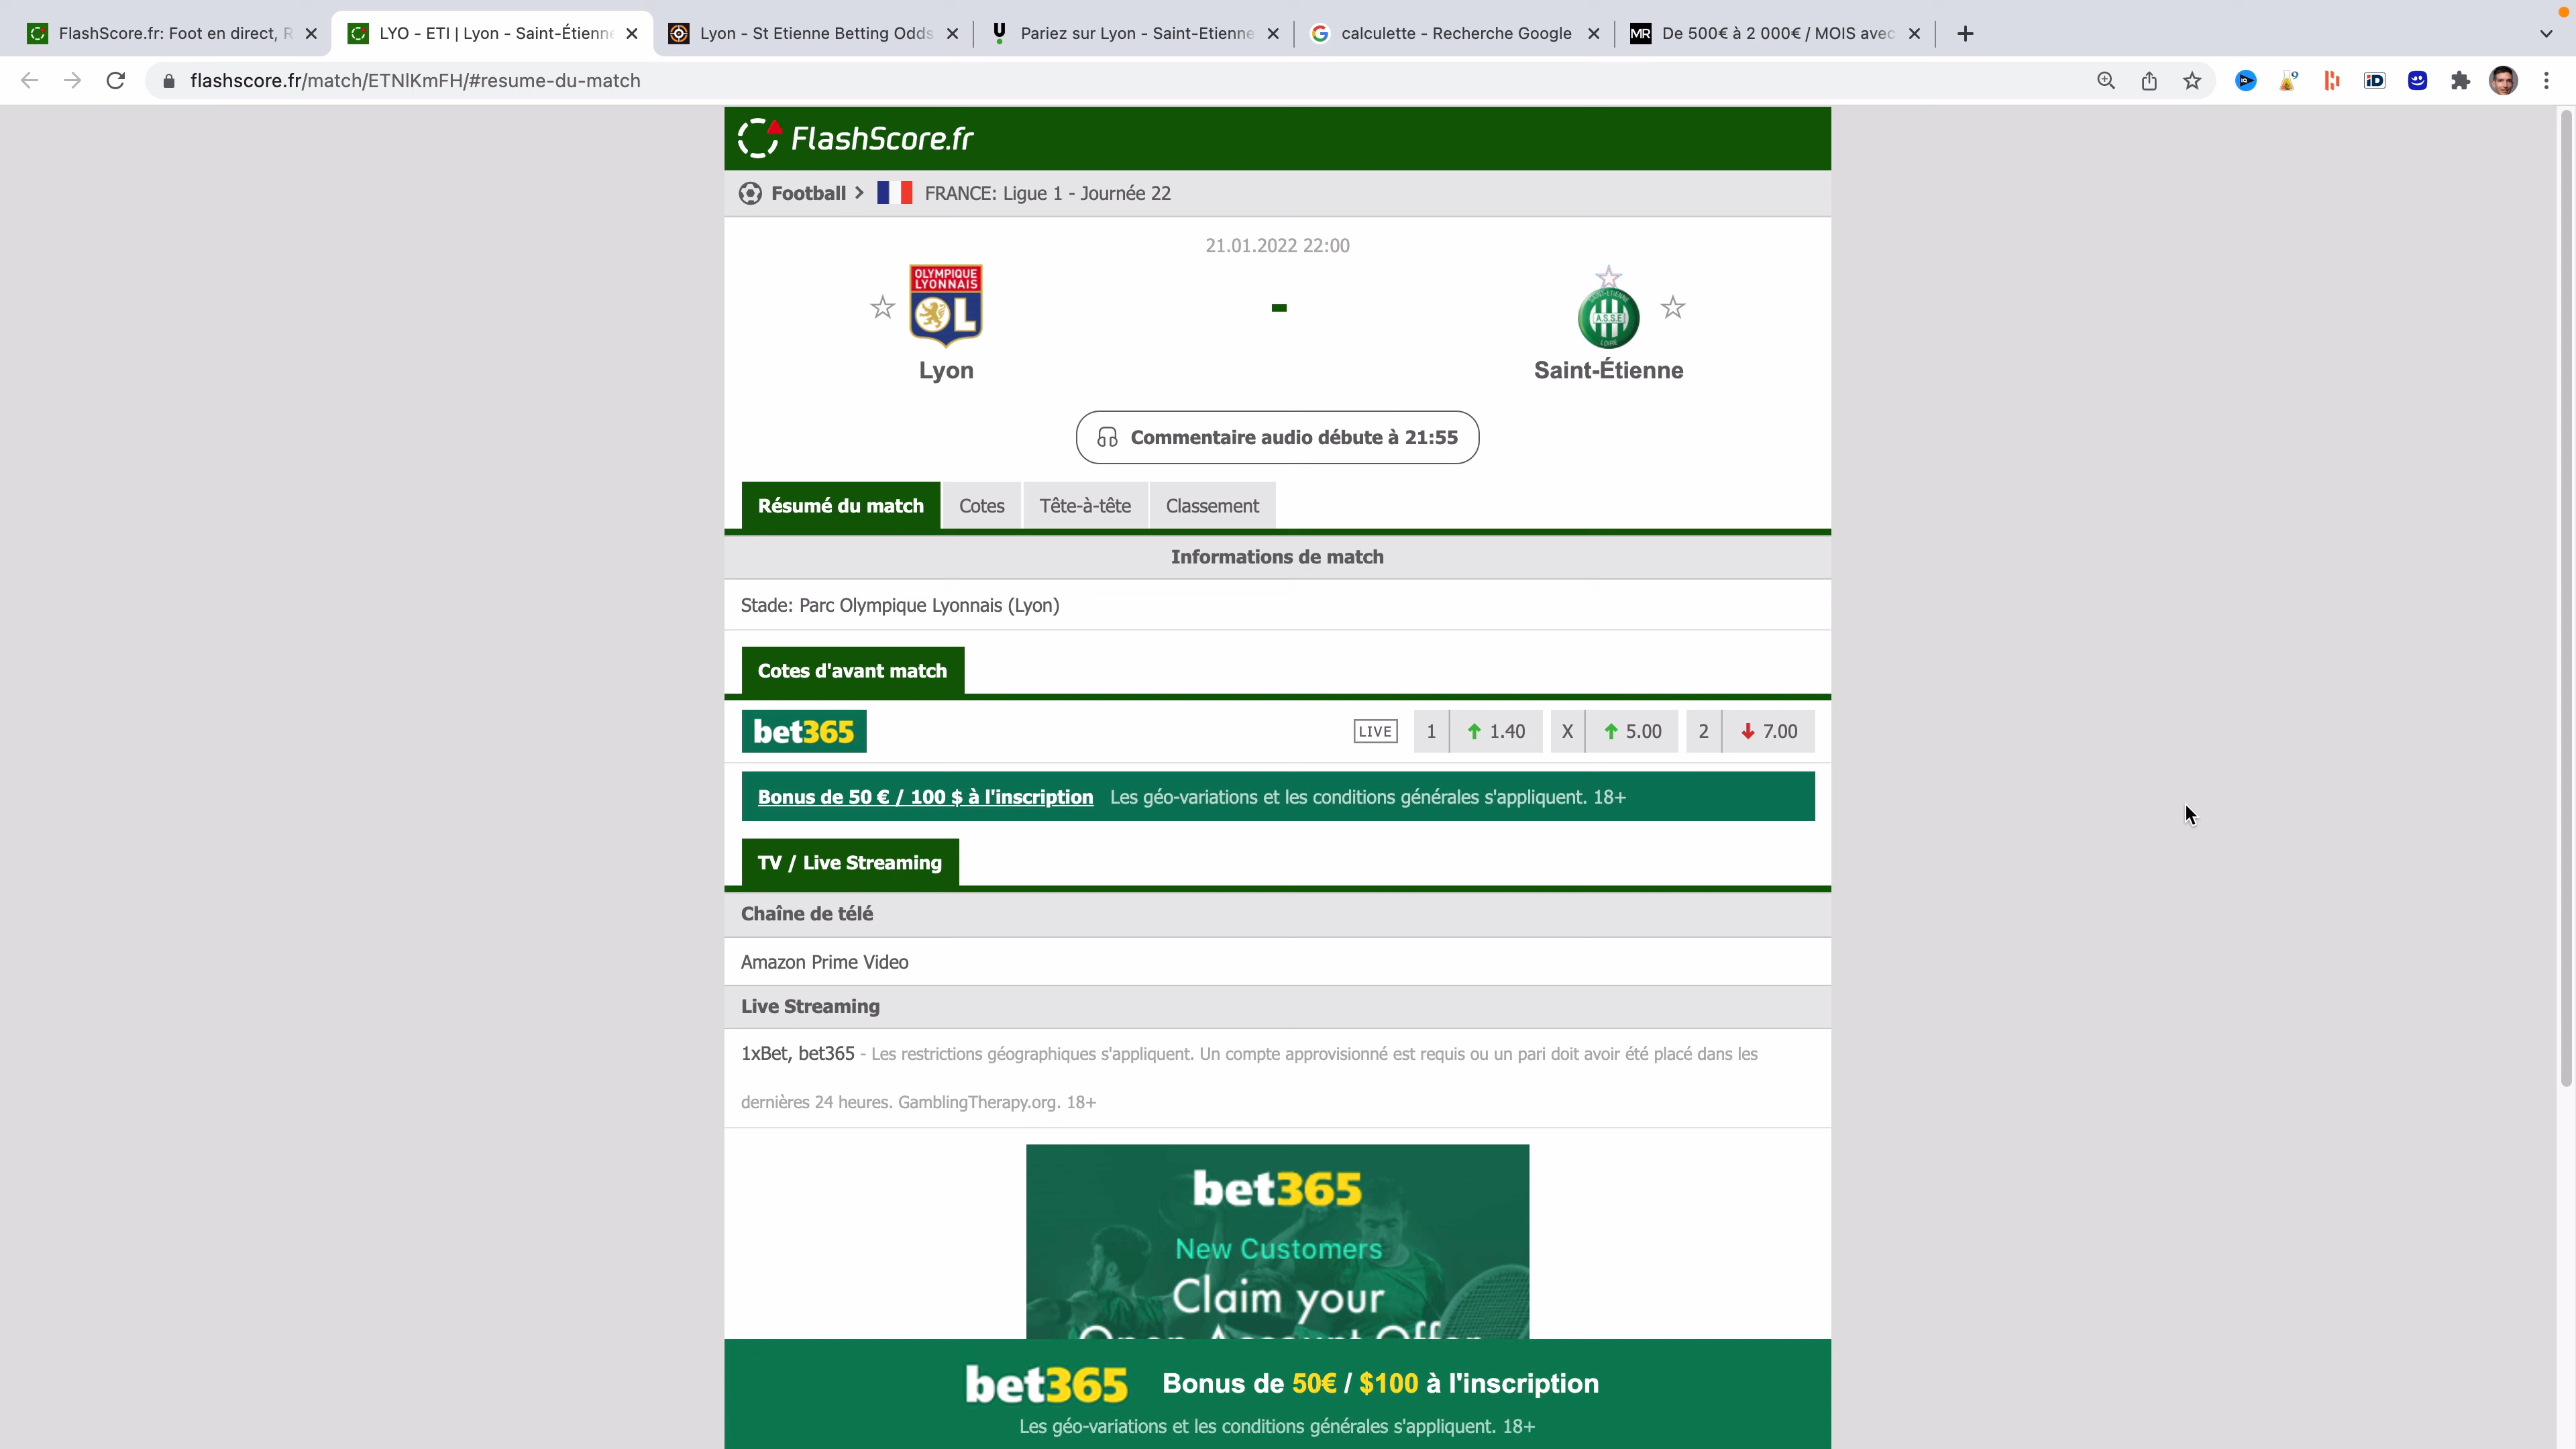 FlashScore.fr: Foot en direct, R
LYO - ETI | Lyon - Saint-Étienne
Lyon - St Etienne Betting Odds
Pariez sur Lyon - Saint-Etienne
calculette - Recherche Google
MR De 500€ à 2 000€ / MOIS avec
flashscore.fr/match/ETNlKmFH/#resume-du-match
FlashScore.fr
Football > FRANCE: Ligue 1 - Journée 22
21.01.2022 22:00
OLYMPIQUE
LYONNAIS
OL
A.S.S.E
LOIRE
-
Lyon
Saint-Étienne
Commentaire audio débute à 21:55
Résumé du match Cotes Tête-à-tête Classement
Informations de match
Stade: Parc Olympique Lyonnais (Lyon)
Cotes d'avant match
bet365 LIVE 1 1.40 X 5.00 2 7.00
Bonus de 50 € / 100 $ à l'inscription Les géo-variations et les conditions générales s'appliquent. 18+
TV / Live Streaming
Chaîne de télé
Amazon Prime Video
Live Streaming
1xBet, bet365 - Les restrictions géographiques s'appliquent. Un compte approvisionné est requis ou un pari doit avoir été placé dans les
dernières 24 heures. GamblingTherapy.org. 18+
bet365
New Customers
Claim your
Open Account Offer
bet365 Bonus de 50€ / $100 à l'inscription
Les géo-variations et les conditions générales s'appliquent. 18+